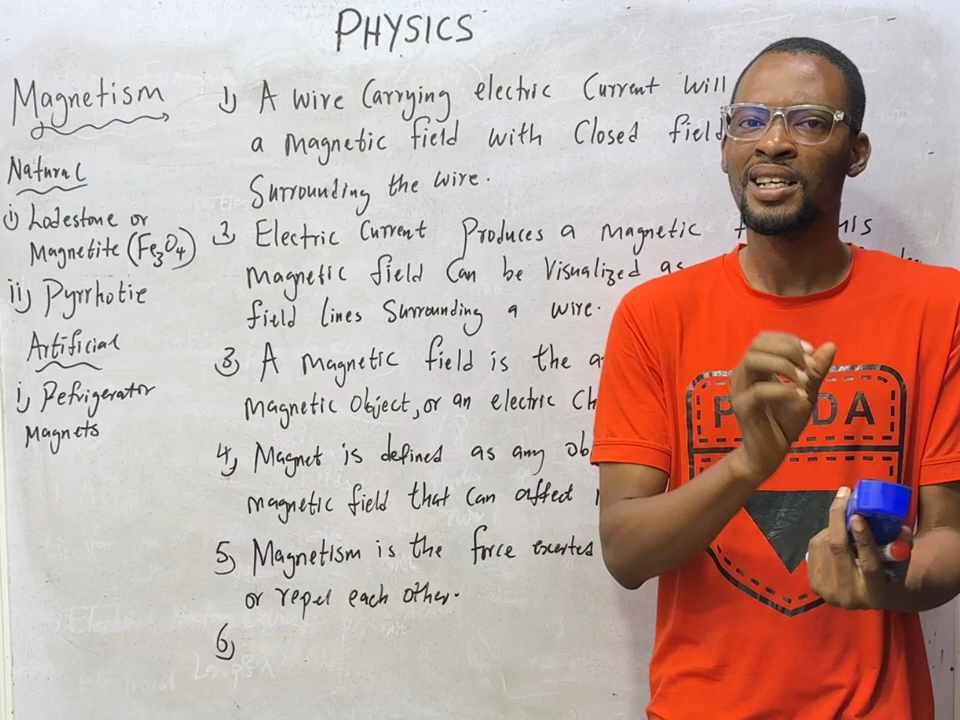 PHYSICS
Magnetism
Natural
i) Lodestone or
Magnetite (Fe3O4)
ii) Pyrrhotie
Artificial
i) Refrigerator
Magnets
1) A wire Carrying electric Current will
a magnetic field with Closed field
Surrounding the wire.
2) Electric Current Produces a magnetic
magnetic field Can be Visualized as
field lines Surrounding a wire.
3) A magnetic field is the
Magnetic Object, or an electric
4) Magnet is defined as any
magnetic field that Can affect
5) Magnetism is the force exerted
or repel each other.
6)